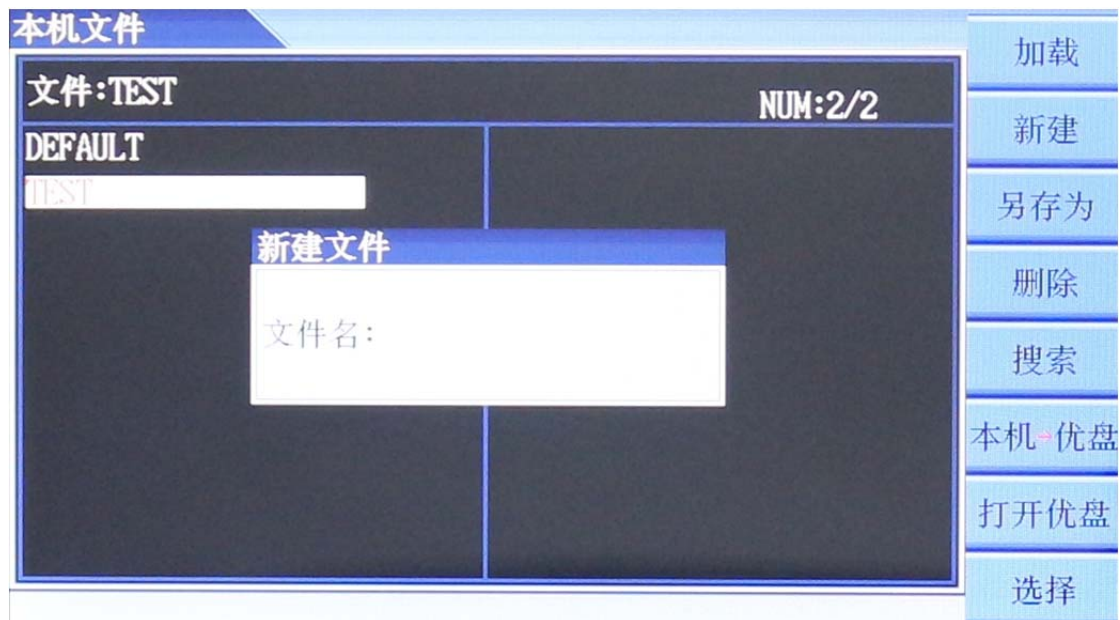 本机文件
文件:TEST
NUM:2/2
DEFAULT
TEST
新建文件
文件名:
加载
新建
另存为
删除
搜索
本机→优盘
打开优盘
选择